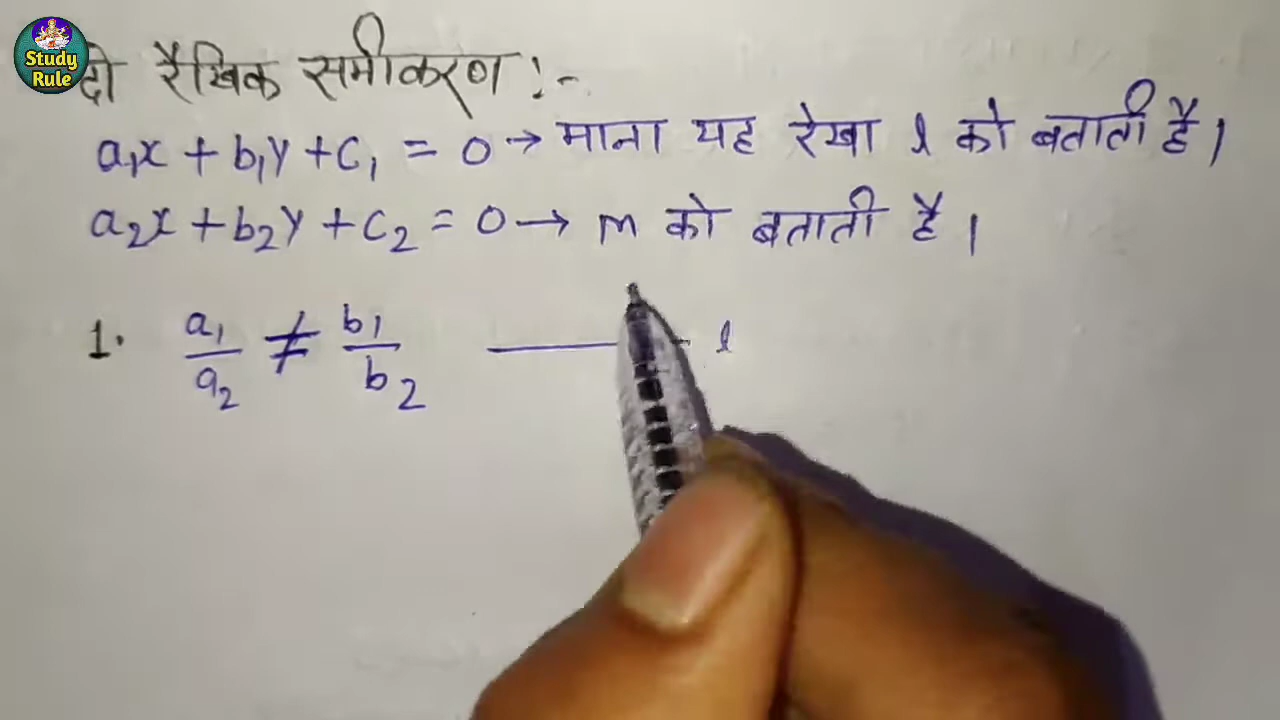 Study
Rule
दो रैखिक समीकरण :-
a₁x + b₁y + c₁ = 0 → माना यह रेखा l को बताती है।
a₂x + b₂y + c₂ = 0 → m को बताती है।
1. a₁/a₂ ≠ b₁/b₂ l